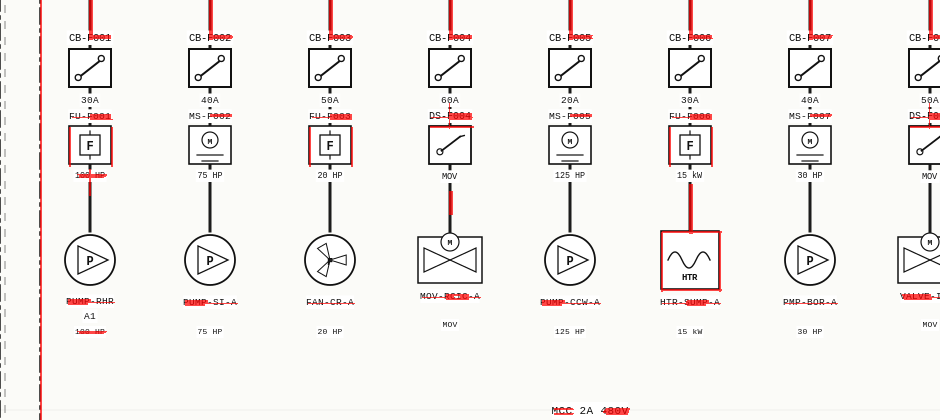 CB-F001 CB-F002 CB-F003 CB-F004 CB-F005 CB-F006 CB-F007
30A 40A 50A 60A 20A 30A 40A 50A
FU-F001 MS-F002 FU-F003 DS-F004 MS-F005 FU-F006 MS-F007
F M F M F M
100 HP 75 HP 20 HP MOV 125 HP 15 kW 30 HP MOV
M M
P P P P
HTR
PUMP-RHR PUMP-SI-A FAN-CR-A MOV-RCIC-A PUMP-CCW-A HTR-SUMP-A PMP-BOR-A
A1
100 HP 75 HP 20 HP MOV 125 HP 15 kW 30 HP MOV
MCC 2A 480V